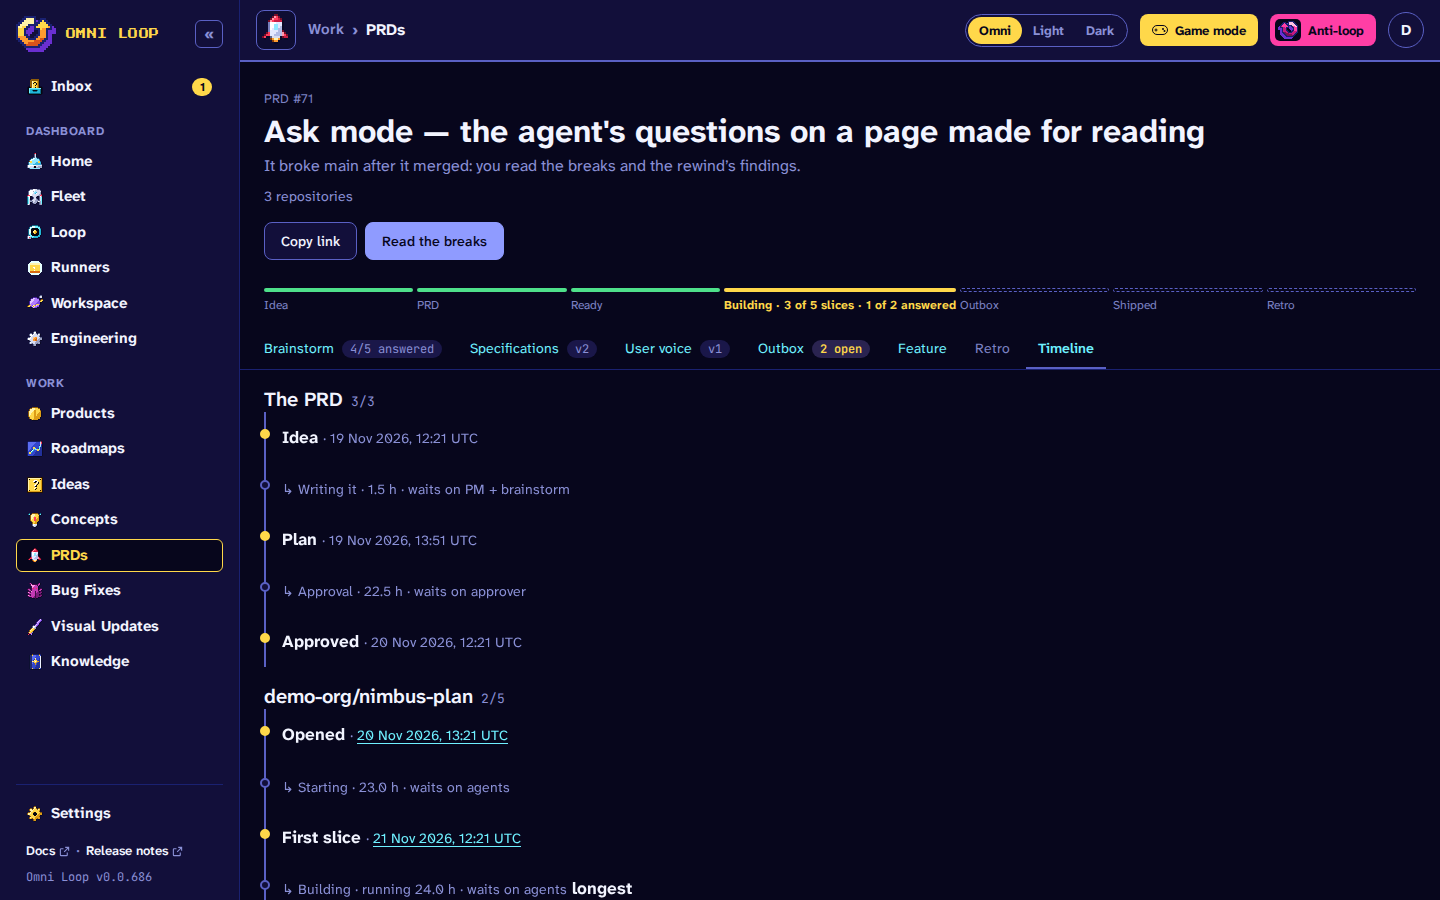 OMNI LOOP
«
Work › PRDs
Omni Light Dark
Game mode
Anti-loop
D
Inbox 1
DASHBOARD
Home
Fleet
Loop
Runners
Workspace
Engineering
WORK
Products
Roadmaps
Ideas
Concepts
PRDs
Bug Fixes
Visual Updates
Knowledge
Settings
Docs · Release notes
Omni Loop v0.0.686
PRD #71
Ask mode — the agent's questions on a page made for reading
It broke main after it merged: you read the breaks and the rewind's findings.
3 repositories
Copy link
Read the breaks
Idea PRD Ready Building · 3 of 5 slices · 1 of 2 answered Outbox Shipped Retro
Brainstorm 4/5 answered Specifications v2 User voice v1 Outbox 2 open Feature Retro Timeline
The PRD 3/3
Idea · 19 Nov 2026, 12:21 UTC
↳ Writing it · 1.5 h · waits on PM + brainstorm
Plan · 19 Nov 2026, 13:51 UTC
↳ Approval · 22.5 h · waits on approver
Approved · 20 Nov 2026, 12:21 UTC
demo-org/nimbus-plan 2/5
Opened · 20 Nov 2026, 13:21 UTC
↳ Starting · 23.0 h · waits on agents
First slice · 21 Nov 2026, 12:21 UTC
↳ Building · running 24.0 h · waits on agents longest